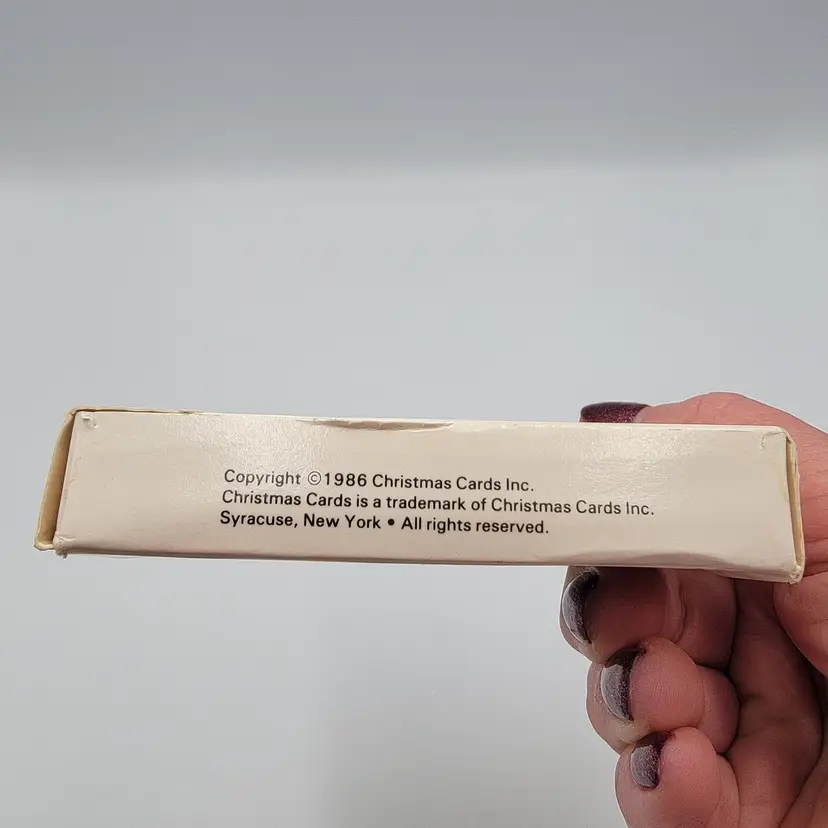 Copyright ©1986 Christmas Cards Inc.
Christmas Cards is a trademark of Christmas Cards Inc.
Syracuse, New York • All rights reserved.